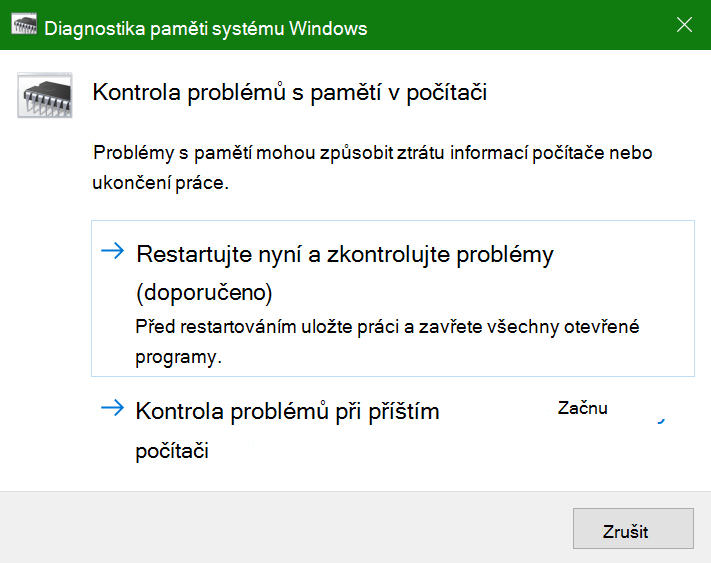 Diagnostika paměti systému Windows
Kontrola problémů s pamětí v počítači
Problémy s pamětí mohou způsobit ztrátu informací počítače nebo
ukončení práce.
Restartujte nyní a zkontrolujte problémy
(doporučeno)
Před restartováním uložte práci a zavřete všechny otevřené
programy.
Kontrola problémů při příštím Začnu
počítači
Zrušit